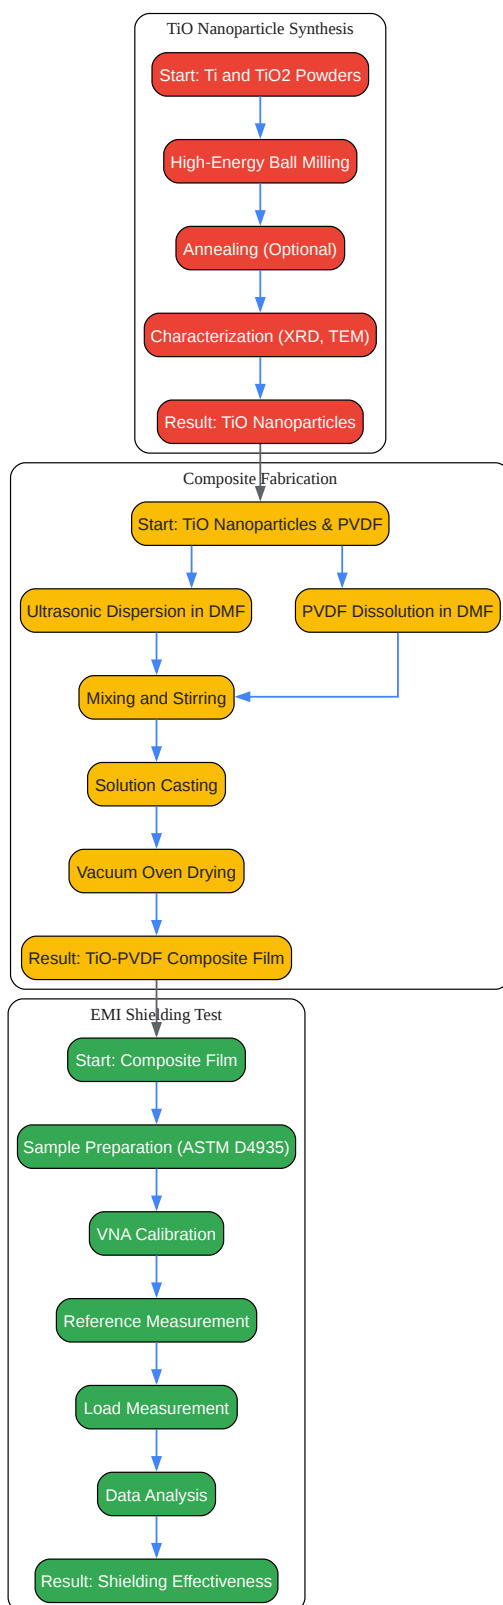 TiO Nanoparticle Synthesis
Start: Ti and TiO2 Powders
High-Energy Ball Milling
Annealing (Optional)
Characterization (XRD, TEM)
Result: TiO Nanoparticles
Composite Fabrication
Start: TiO Nanoparticles & PVDF
Ultrasonic Dispersion in DMF
PVDF Dissolution in DMF
Mixing and Stirring
Solution Casting
Vacuum Oven Drying
Result: TiO-PVDF Composite Film
EMI Shielding Test
Start: Composite Film
Sample Preparation (ASTM D4935)
VNA Calibration
Reference Measurement
Load Measurement
Data Analysis
Result: Shielding Effectiveness